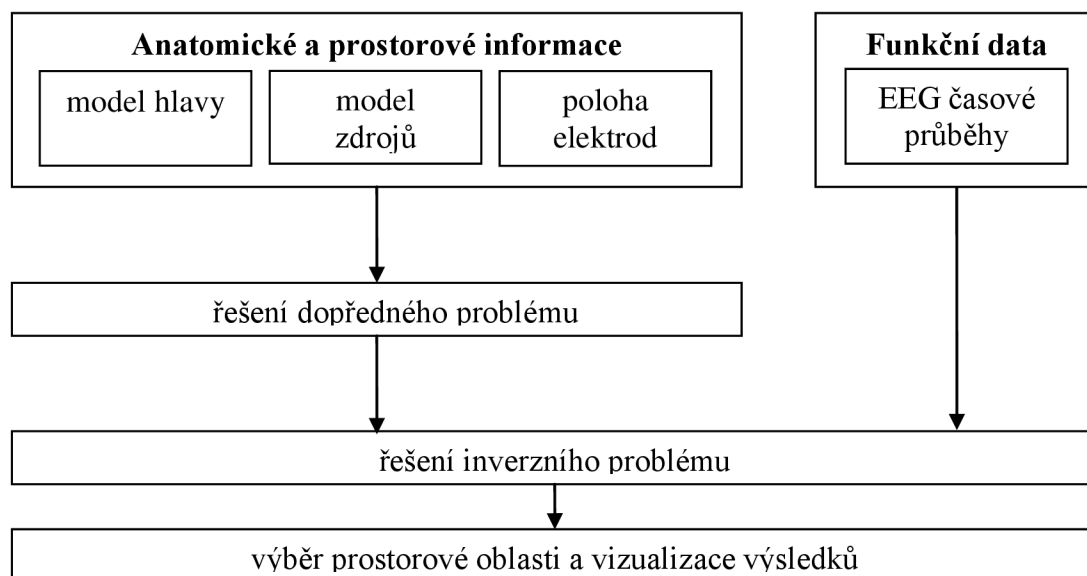 Anatomické a prostorové informace
model hlavy
model
zdrojů
poloha
elektrod
Funkční data
EEG časové
průběhy
řešení dopředného problému
řešení inverzního problému
výběr prostorové oblasti a vizualizace výsledků